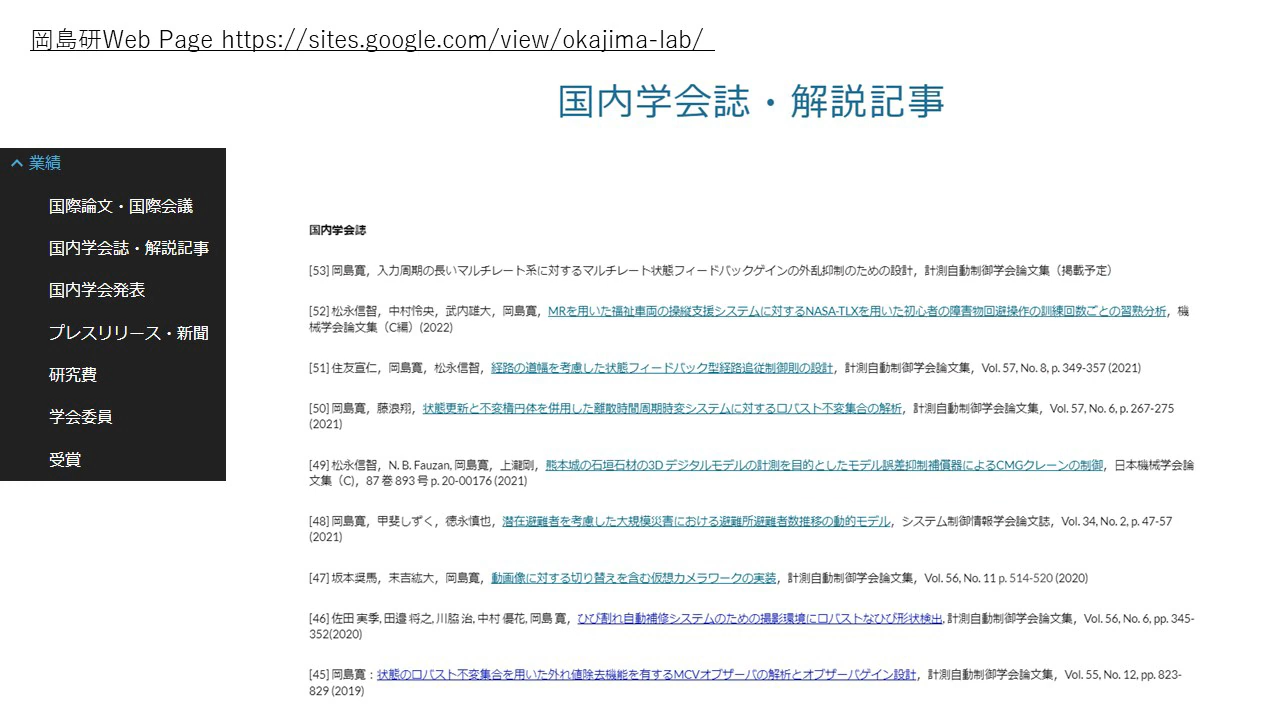 岡島研Web Page https://sites.google.com/view/okajima-lab/
国内学会誌・解説記事
業績
国際論文・国際会議
国内学会誌・解説記事
国内学会発表
プレスリリース・新聞
研究費
学会委員
受賞
国内学会誌
[53] 岡島寛，入力周期の長いマルチレート系に対するマルチレート状態フィードバックゲインの外乱抑制のための設計，計測自動制御学会論文集（掲載予定）
[52] 松永信智，中村怜央，武内雄大，岡島寛，MRを用いた福祉車両の操縦支援システムに対するNASA-TLXを用いた初心者の障害物回避操作の訓練回数ごとの習熟分析，機
械学会論文集（C編）(2022)
[51] 住友宣仁，岡島寛，松永信智，経路の道幅を考慮した状態フィードバック型経路追従制御則の設計，計測自動制御学会論文集，Vol. 57, No. 8, p. 349-357 (2021)
[50] 岡島寛，藤浪翔，状態更新と不変楕円体を併用した離散時間周期時変システムに対するロバスト不変集合の解析，計測自動制御学会論文集，Vol. 57, No. 6, p. 267-275
(2021)
[49] 松永信智，N. B. Fauzan, 岡島寛，上瀧剛，熊本城の石垣石材の3D デジタルモデルの計測を目的としたモデル誤差抑制補償器によるCMGクレーンの制御，日本機械学会論
文集（C)，87 巻 893 号 p. 20-00176 (2021)
[48] 岡島寛，甲斐しずく，徳永慎也，潜在避難者を考慮した大規模災害における避難所避難者数推移の動的モデル，システム制御情報学会論文誌，Vol. 34, No. 2, p. 47-57
(2021)
[47] 坂本奨馬，末吉紘大，岡島寛，動画像に対する切り替えを含む仮想カメラワークの実装，計測自動制御学会論文集，Vol. 56, No. 11 p. 514-520 (2020)
[46] 佐田 実季, 田邉 将之, 川脇 治, 中村 優花, 岡島 寛，ひび割れ自動補修システムのための撮影環境にロバストなひび形状検出, 計測自動制御学会論文集，Vol. 56, No. 6, pp. 345-
352(2020)
[45] 岡島寛：状態のロバスト不変集合を用いた外れ値除去機能を有するMCVオブザーバの解析とオブザーバゲイン設計，計測自動制御学会論文集，Vol. 55, No. 12, pp. 823-
829 (2019)